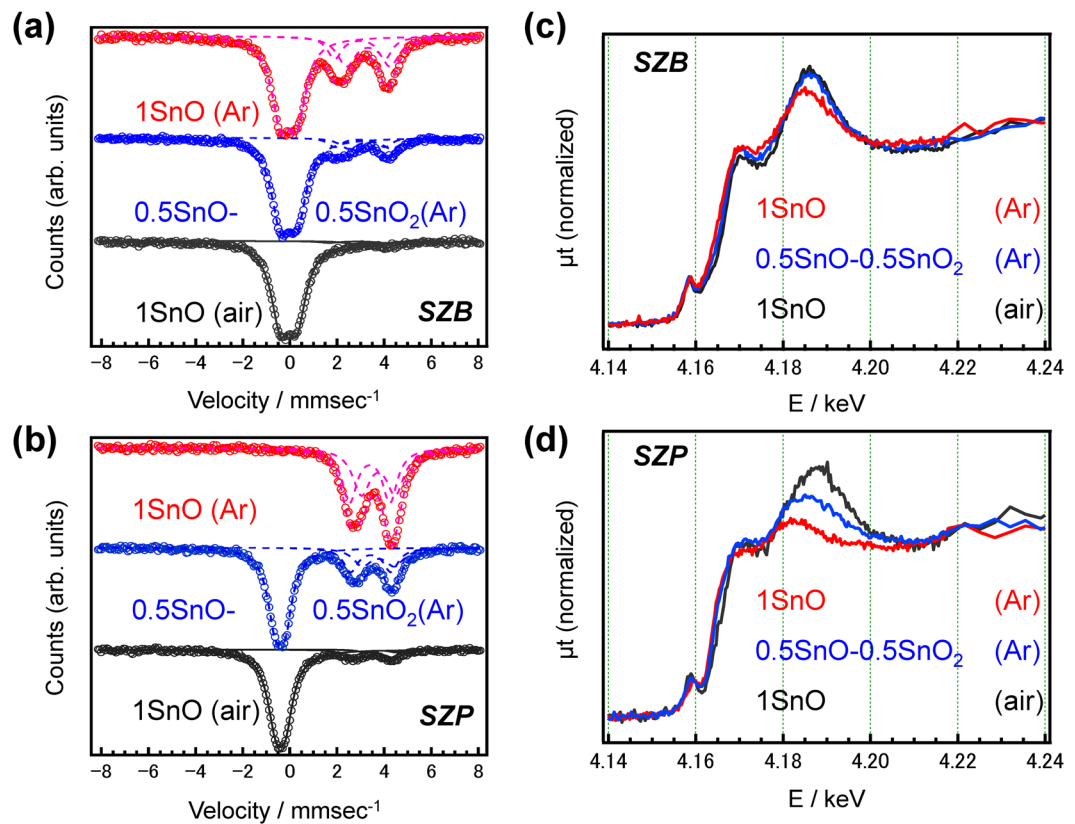 (a)
Counts (arb. units)
1SnO (Ar)
0.5SnO- 0.5SnO₂(Ar)
1SnO (air)
SZB
−8 −6 −4 −2 0 2 4 6 8
Velocity / mmsec⁻¹
(b)
Counts (arb. units)
1SnO (Ar)
0.5SnO- 0.5SnO₂(Ar)
1SnO (air)
SZP
−8 −6 −4 −2 0 2 4 6 8
Velocity / mmsec⁻¹
(c)
SZB
μt (normalized)
1SnO (Ar)
0.5SnO-0.5SnO₂ (Ar)
1SnO (air)
4.14 4.16 4.18 4.20 4.22 4.24
E / keV
(d)
SZP
μt (normalized)
1SnO (Ar)
0.5SnO-0.5SnO₂ (Ar)
1SnO (air)
4.14 4.16 4.18 4.20 4.22 4.24
E / keV